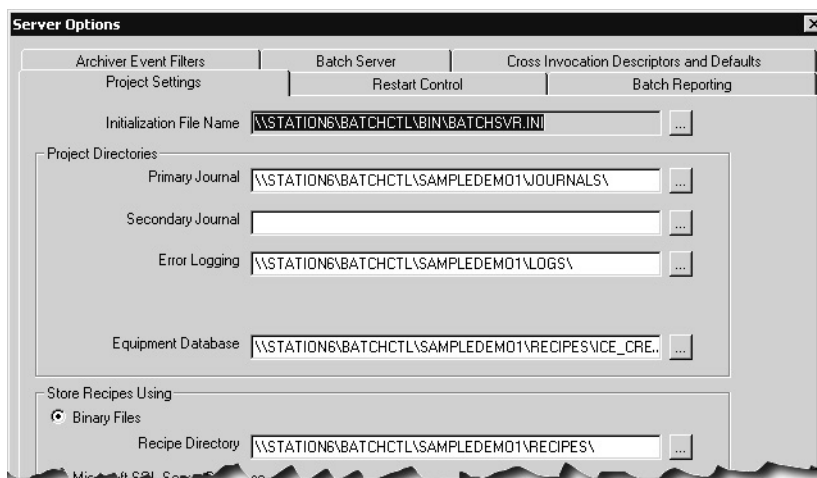 Server Options
Archiver Event Filters
Batch Server
Cross Invocation Descriptors and Defaults
Project Settings
Restart Control
Batch Reporting
Initialization File Name \\STATION6\BATCHCTL\BIN\BATCHSVR.INI ...
Project Directories
Primary Journal \\STATION6\BATCHCTL\SAMPLEDEMO1\JOURNALS\ ...
Secondary Journal ...
Error Logging \\STATION6\BATCHCTL\SAMPLEDEMO1\LOGS\ ...
Equipment Database \\STATION6\BATCHCTL\SAMPLEDEMO1\RECIPES\ICE_CRE.. ...
Store Recipes Using
Binary Files
Recipe Directory \\STATION6\BATCHCTL\SAMPLEDEMO1\RECIPES\ ...